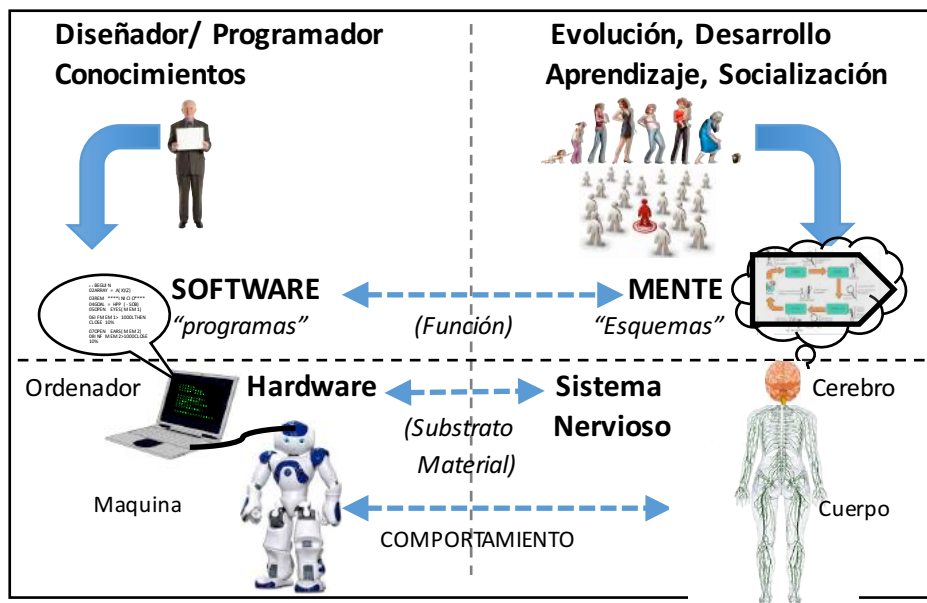 Diseñador/ Programador
Conocimientos
Evolución, Desarrollo
Aprendizaje, Socialización
SOFTWARE
“programas”
(Función)
MENTE
“Esquemas”
Ordenador
Hardware
(Substrato
Material)
Sistema
Nervioso
Cerebro
Maquina
Cuerpo
COMPORTAMIENTO